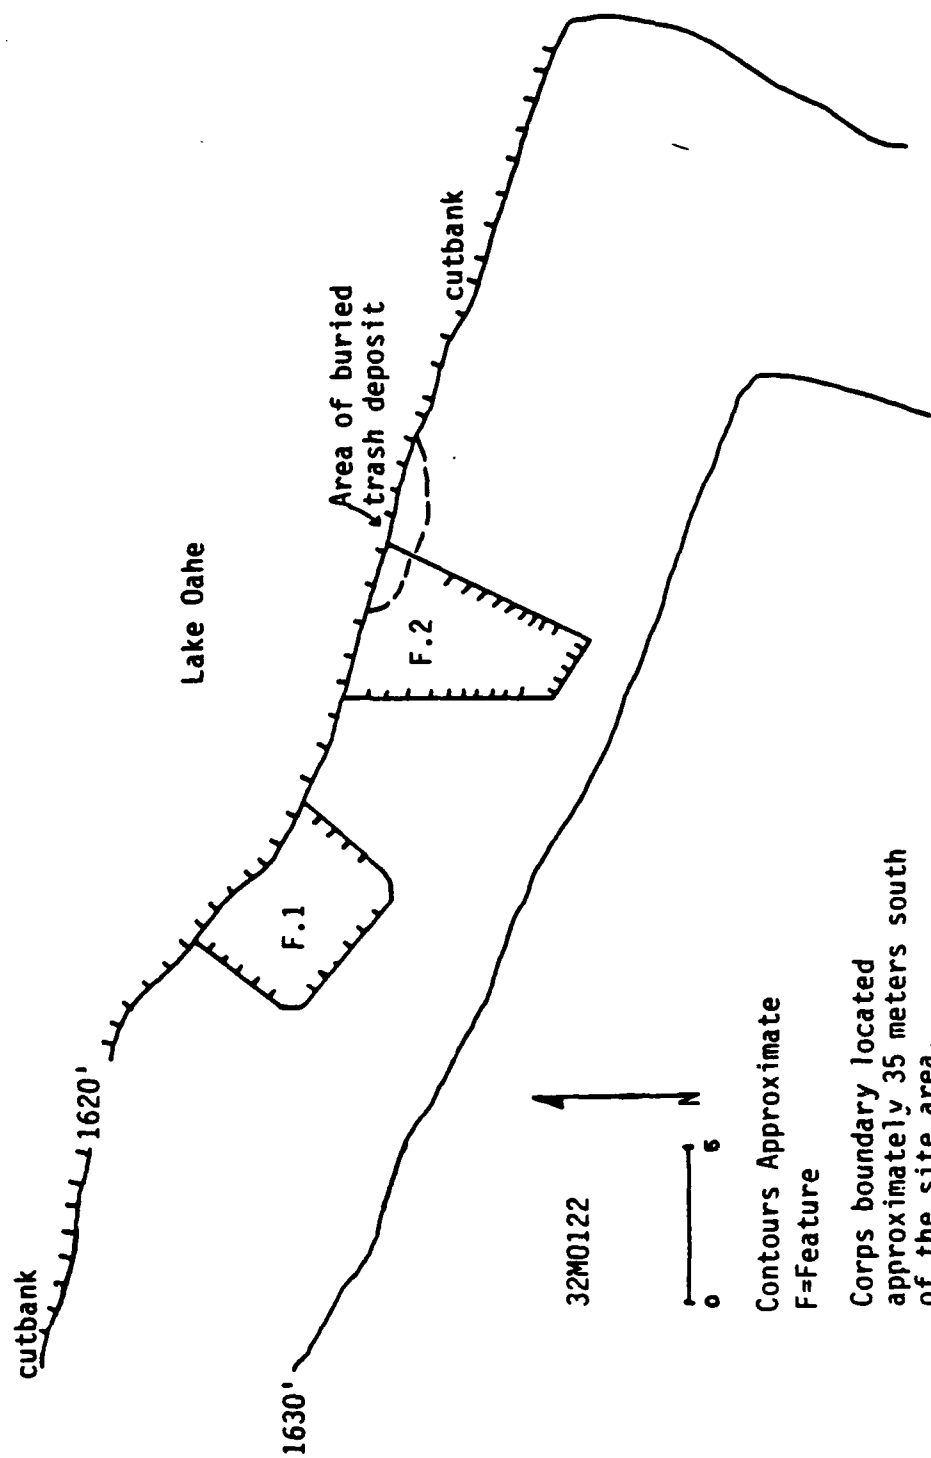 Lake Oahe
Area of buried
trash deposit
cutbank
cutbank
1620'
F.1
F.2
1630'
32MO122
0 5
N
Contours Approximate
F=Feature
Corps boundary located
approximately 35 meters south
of the site area.